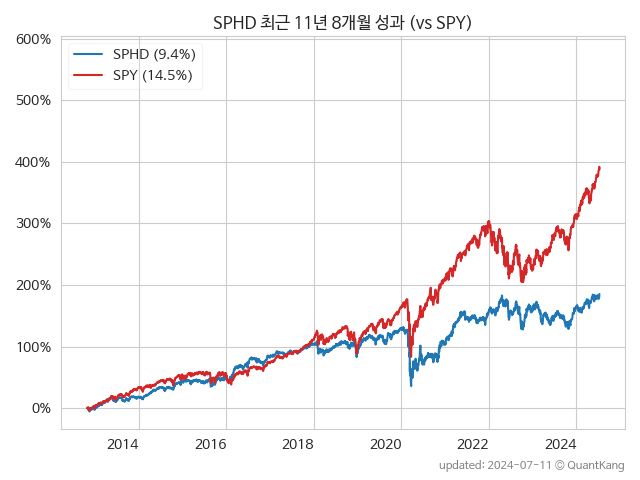 SPHD 최근 11년 8개월 성과 (vs SPY)
600%
500%
400%
300%
200%
100%
0%
SPHD (9.4%)
SPY (14.5%)
2014 2016 2018 2020 2022 2024
updated: 2024-07-11 © QuantKang